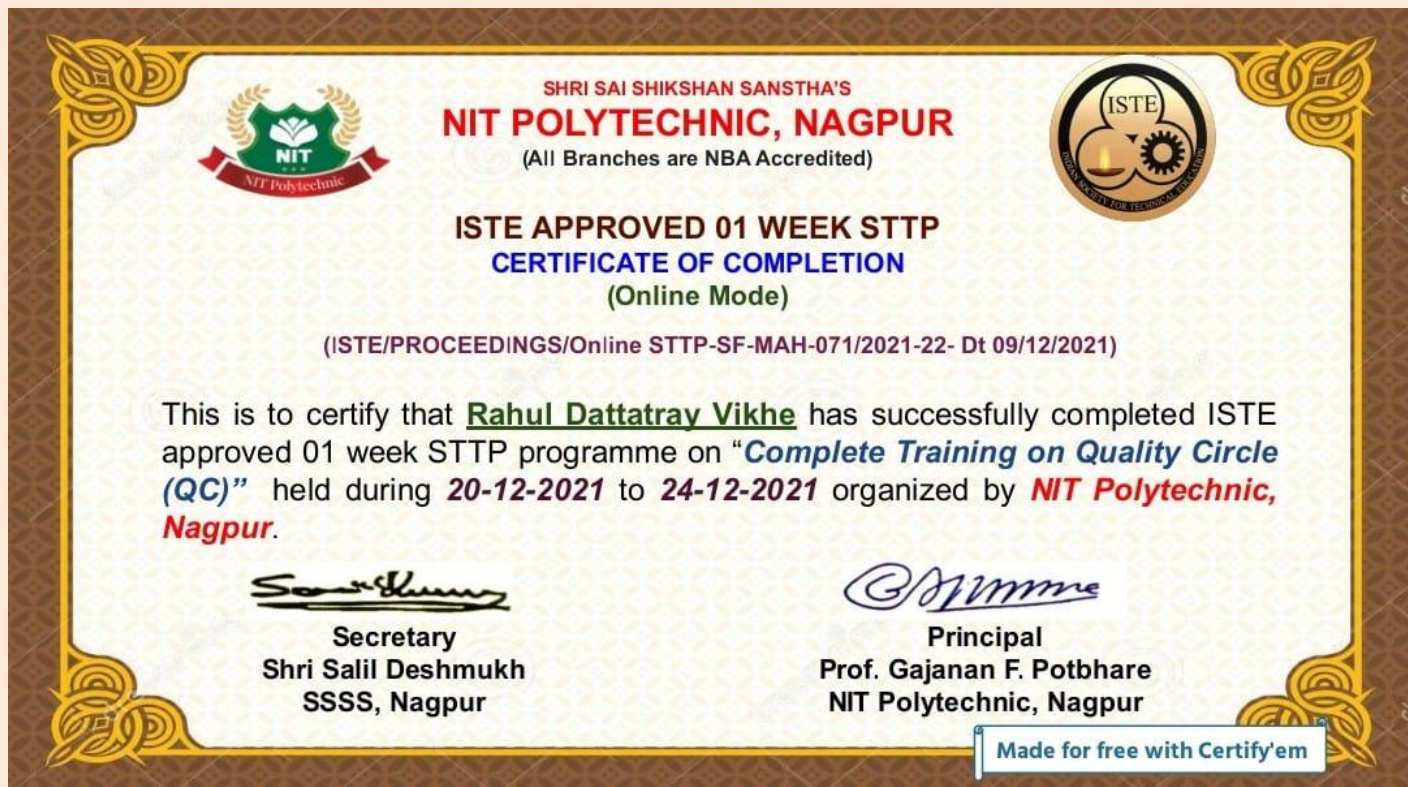 SHRI SAI SHIKSHAN SANSTHA'S
NIT POLYTECHNIC, NAGPUR
(All Branches are NBA Accredited)
NIT
NIT Polytechnic
ISTE
INDIAN SOCIETY FOR TECHNICAL EDUCATION
ISTE APPROVED 01 WEEK STTP
CERTIFICATE OF COMPLETION
(Online Mode)
(ISTE/PROCEEDINGS/Online STTP-SF-MAH-071/2021-22- Dt 09/12/2021)
This is to certify that Rahul Dattatray Vikhe has successfully completed ISTE
approved 01 week STTP programme on “Complete Training on Quality Circle
(QC)” held during 20-12-2021 to 24-12-2021 organized by NIT Polytechnic,
Nagpur.
Secretary
Shri Salil Deshmukh
SSSS, Nagpur
Principal
Prof. Gajanan F. Potbhare
NIT Polytechnic, Nagpur
Made for free with Certify'em